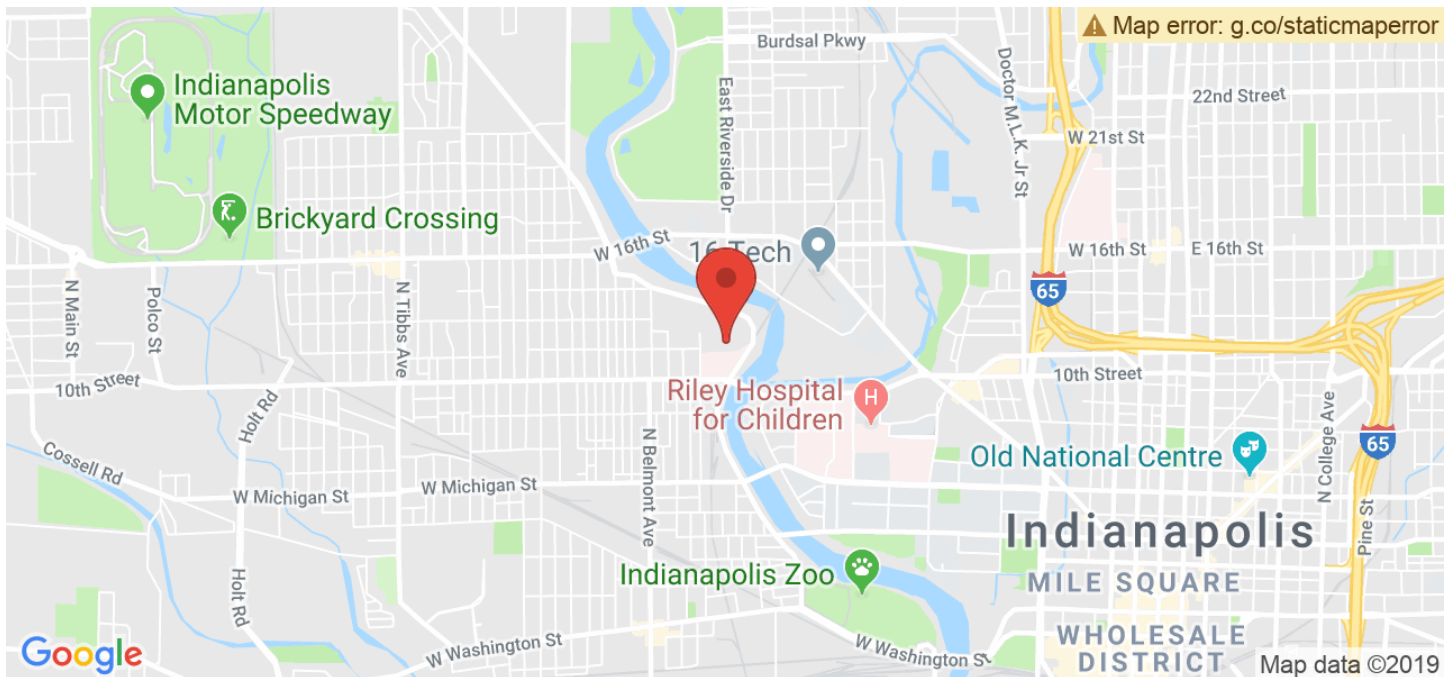 Map error: g.co/staticmaperror
Burdsal Pkwy
Indianapolis
Motor Speedway
East Riverside Dr
Doctor M.L.K. Jr St
22nd Street
W 21st St
Brickyard Crossing
W 16th St
16 Tech
W 16th St
E 16th St
N Main St
Polco St
N Tibbs Ave
65
10th Street
Holt Rd
Riley Hospital
for Children
H
10th Street
N College Ave
65
Cossell Rd
W Michigan St
W Michigan St
N Belmont Ave
Old National Centre
Indianapolis
Pine St
Holt Rd
Indianapolis Zoo
MILE SQUARE
W Washington St
W Washington St
WHOLESALE
DISTRICT
Google
Map data ©2019